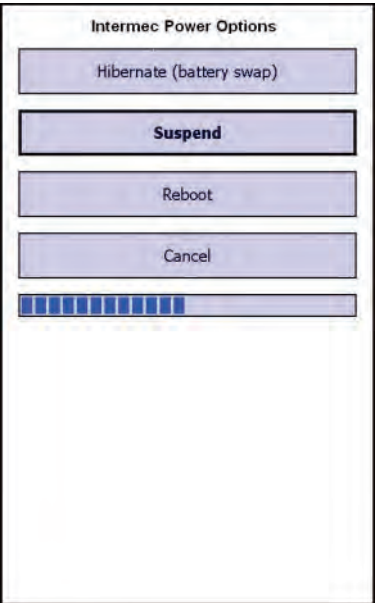 Intermec Power Options
Hibernate (battery swap)
Suspend
Reboot
Cancel